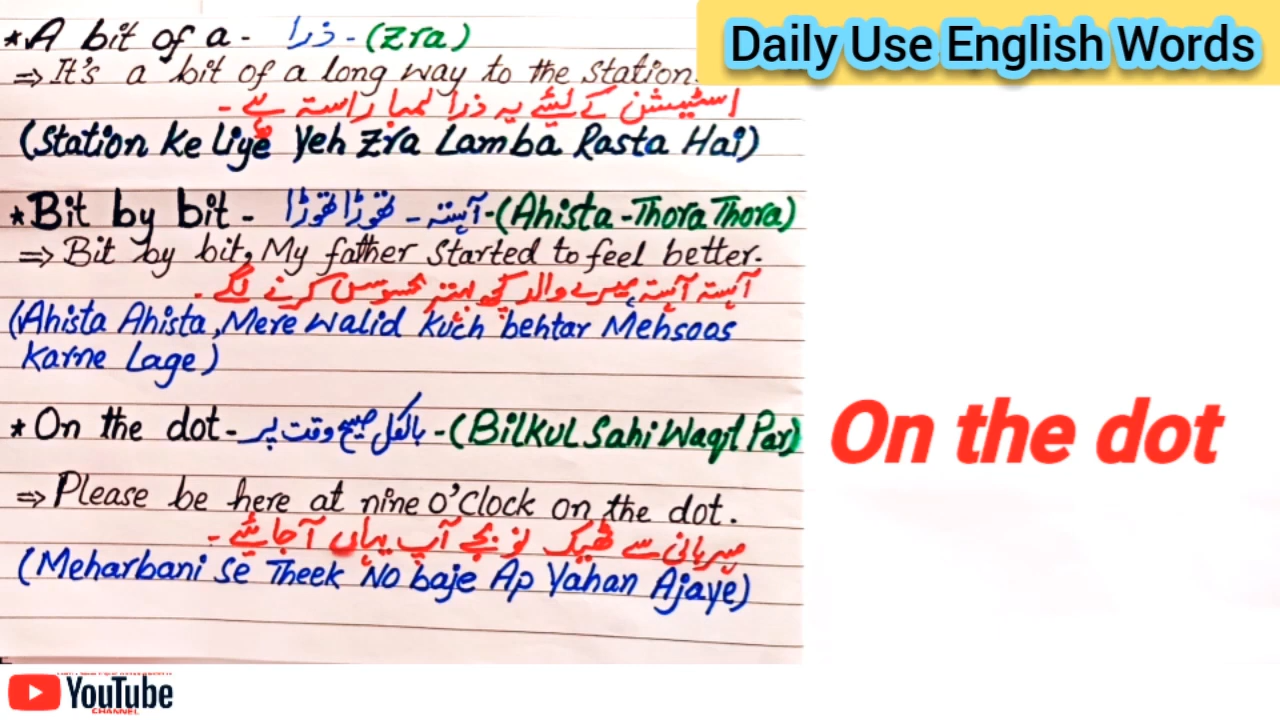 Daily Use English Words
*A bit of a - ذرا - (Zra)
⇒ It's a bit of a long way to the station.
اسٹیشن کے لیئے یہ ذرا لمبا راستہ ہے -
(Station Ke Liye Yeh Zra Lamba Rasta Hai)
*Bit by bit - آہستہ - تھوڑا تھوڑا -(Ahista -Thora Thora)
⇒ Bit by bit, My father Started to feel better.
آہستہ آہستہ میرے والد کچھ بہتر محسوس کرنے لگے -
(Ahista Ahista, Mere Walid Kuch behtar Mehsoos
Karne Lage)
*On the dot - بالکل صحیح وقت پر -(Bilkul Sahi Waqt Par)
On the dot
⇒ Please be here at nine o'Clock on the dot.
مہربانی سے ٹھیک نو بجے آپ یہاں آ جائیے -
(Meharbani Se Theek No baje Ap Yahan Ajaye)
YouTube
CHANNEL